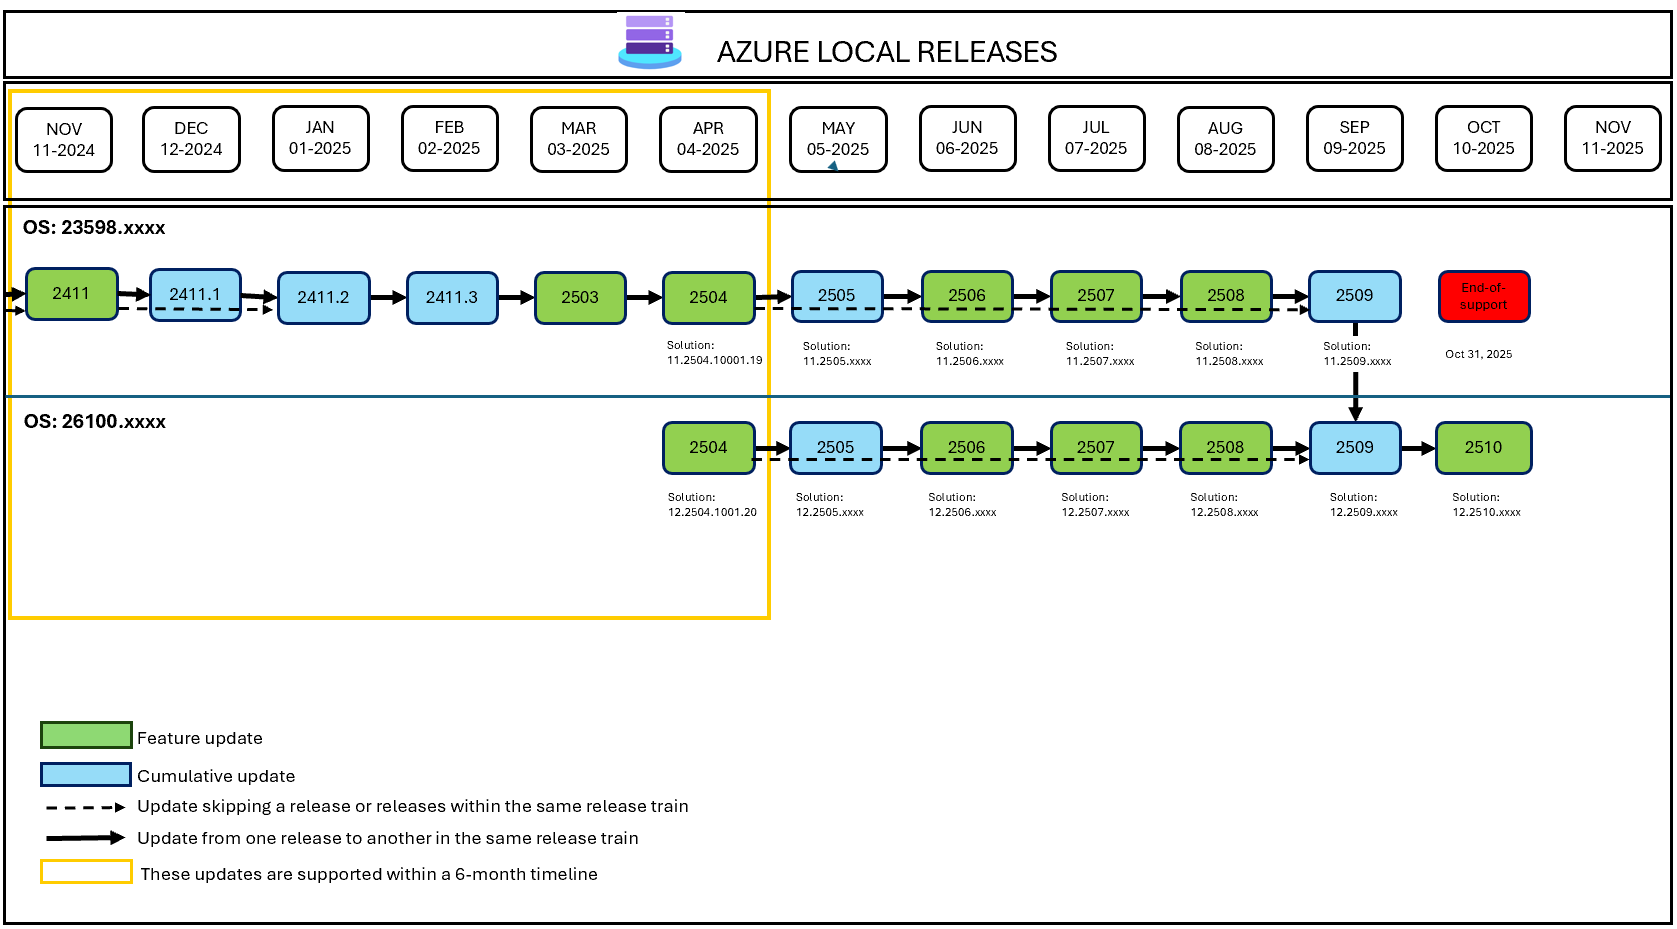 AZURE LOCAL RELEASES
NOV
11-2024
DEC
12-2024
JAN
01-2025
FEB
02-2025
MAR
03-2025
APR
04-2025
MAY
05-2025
JUN
06-2025
JUL
07-2025
AUG
08-2025
SEP
09-2025
OCT
10-2025
NOV
11-2025
OS: 23598.xxxx
2411
2411.1
2411.2
2411.3
2503
2504
2505
2506
2507
2508
2509
End-of-
support
Solution:
11.2504.10001.19
Solution:
11.2505.xxxx
Solution:
11.2506.xxxx
Solution:
11.2507.xxxx
Solution:
11.2508.xxxx
Solution:
11.2509.xxxx
Oct 31, 2025
OS: 26100.xxxx
2504
2505
2506
2507
2508
2509
2510
Solution:
12.2504.1001.20
Solution:
12.2505.xxxx
Solution:
12.2506.xxxx
Solution:
12.2507.xxxx
Solution:
12.2508.xxxx
Solution:
12.2509.xxxx
Solution:
12.2510.xxxx
Feature update
Cumulative update
Update skipping a release or releases within the same release train
Update from one release to another in the same release train
These updates are supported within a 6-month timeline